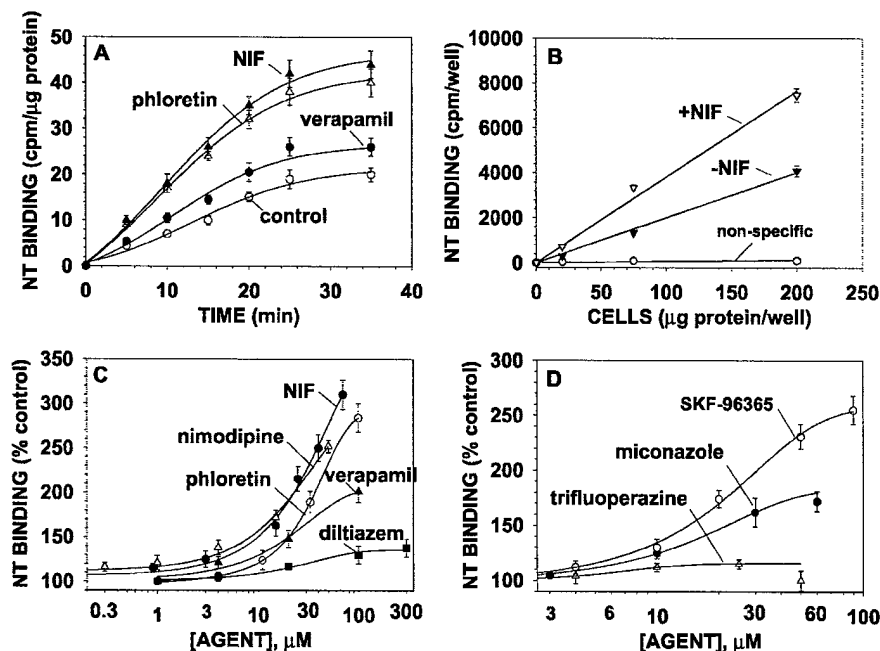 A
NT BINDING (cpm/µg protein)
50
40
30
20
10
0
NIF
phloretin
verapamil
control
0 10 20 30 40
TIME (min)
B
NT BINDING (cpm/well)
10000
8000
6000
4000
2000
0
+NIF
-NIF
non-specific
0 50 100 150 200 250
CELLS (µg protein/well)
C
NT BINDING (% control)
350
300
250
200
150
100
NIF
nimodipine
phloretin
verapamil
diltiazem
0.3 1 3 10 30 100 300
[AGENT], µM
D
NT BINDING (% control)
300
250
200
150
100
SKF-96365
miconazole
trifluoperazine
3 6 10 30 60 100
[AGENT], µM